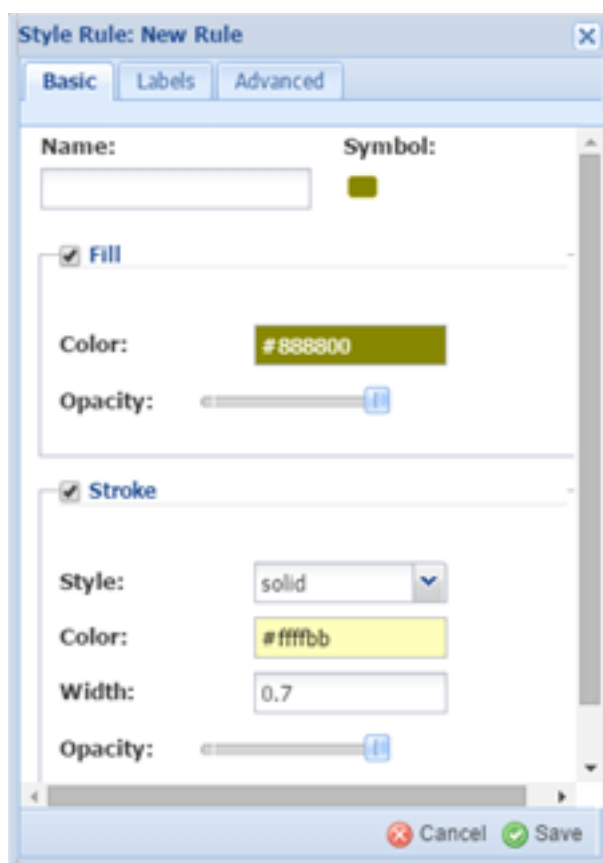 Style Rule: New Rule
Basic Labels Advanced
Name: Symbol:
Fill
Color: #888800
Opacity:
Stroke
Style: solid
Color: #ffffbb
Width: 0.7
Opacity:
Cancel Save